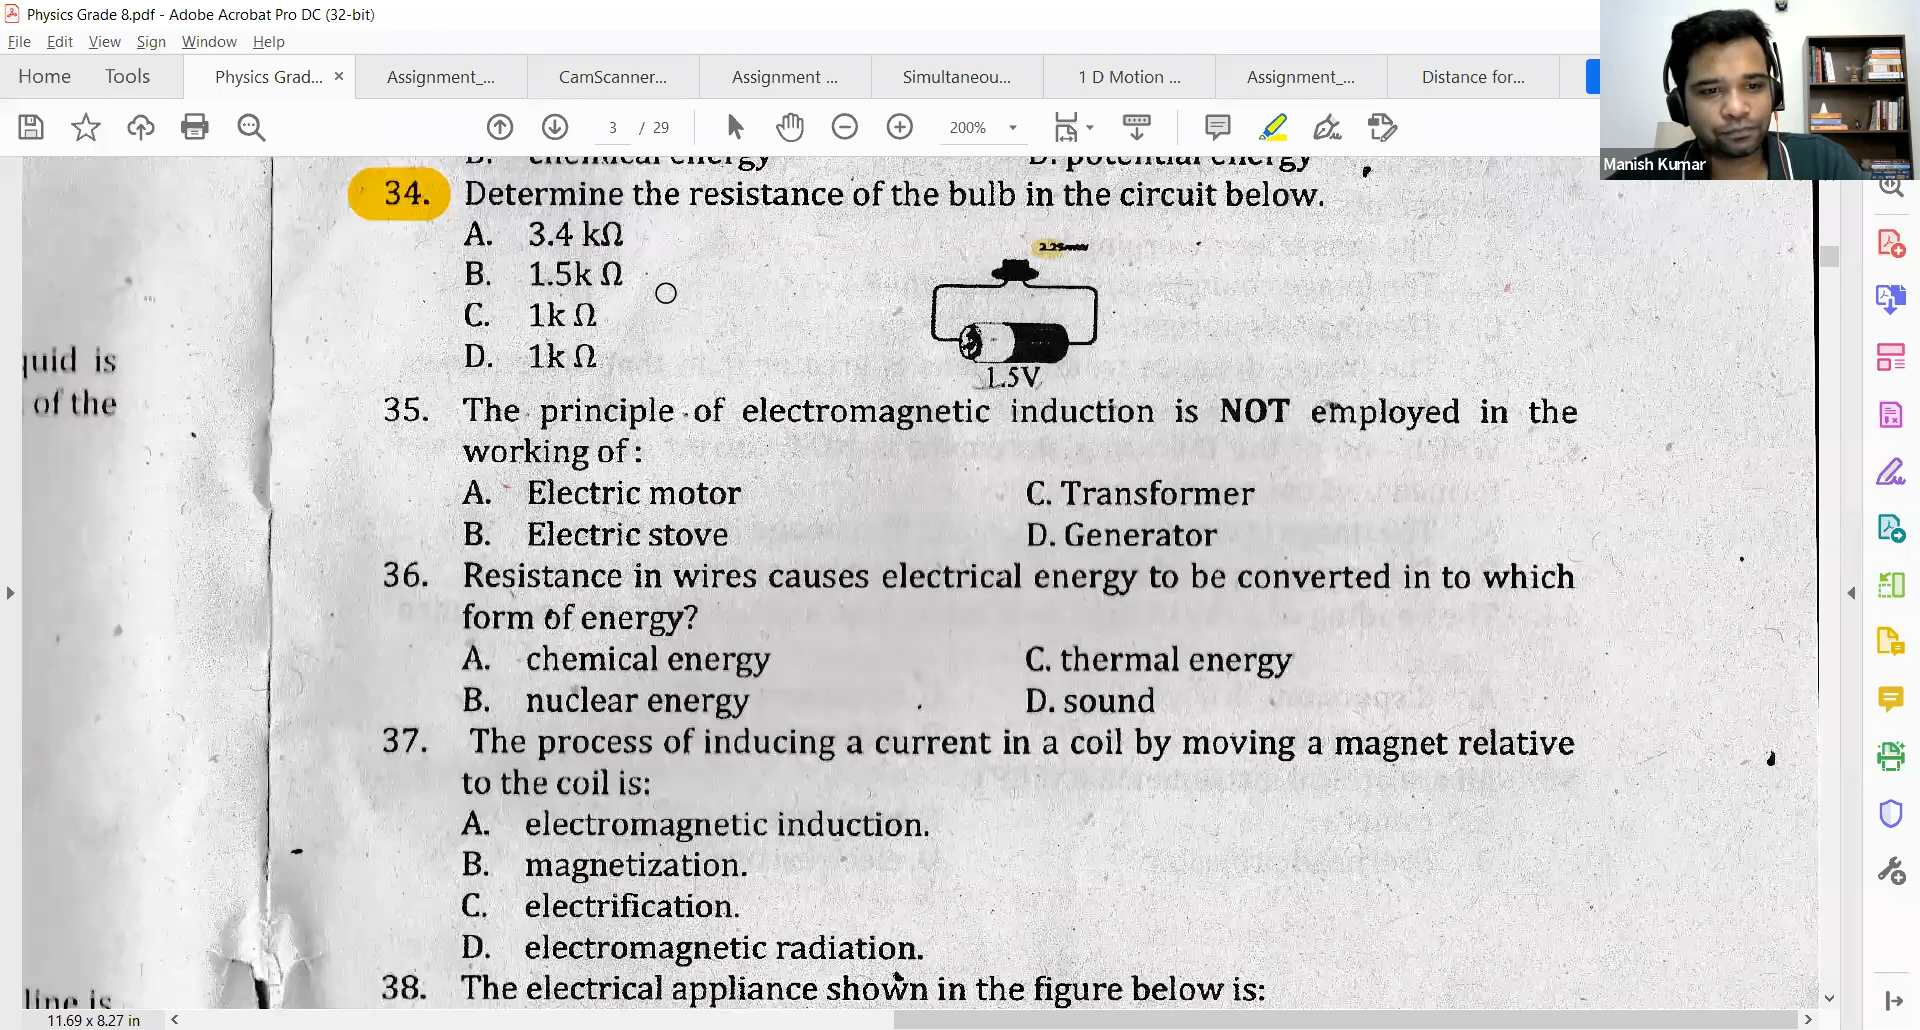 Physics Grade 8.pdf - Adobe Acrobat Pro DC (32-bit)
File Edit View Sign Window Help
Home Tools Physics Grad... × Assignment_... CamScanner... Assignment ... Simultaneou... 1 D Motion ... Assignment_... Distance for...
3 / 29 200%
Manish Kumar
B. chemical energy D. potential energy
34. Determine the resistance of the bulb in the circuit below.
A. 3.4 kΩ
B. 1.5k Ω
C. 1k Ω
D. 1k Ω
1.5V
quid is
of the
35. The principle of electromagnetic induction is NOT employed in the
working of :
A. Electric motor C. Transformer
B. Electric stove D. Generator
36. Resistance in wires causes electrical energy to be converted in to which
form of energy?
A. chemical energy C. thermal energy
B. nuclear energy D. sound
37. The process of inducing a current in a coil by moving a magnet relative
to the coil is:
A. electromagnetic induction.
B. magnetization.
C. electrification.
D. electromagnetic radiation.
38. The electrical appliance shown in the figure below is:
line is
11.69 x 8.27 in